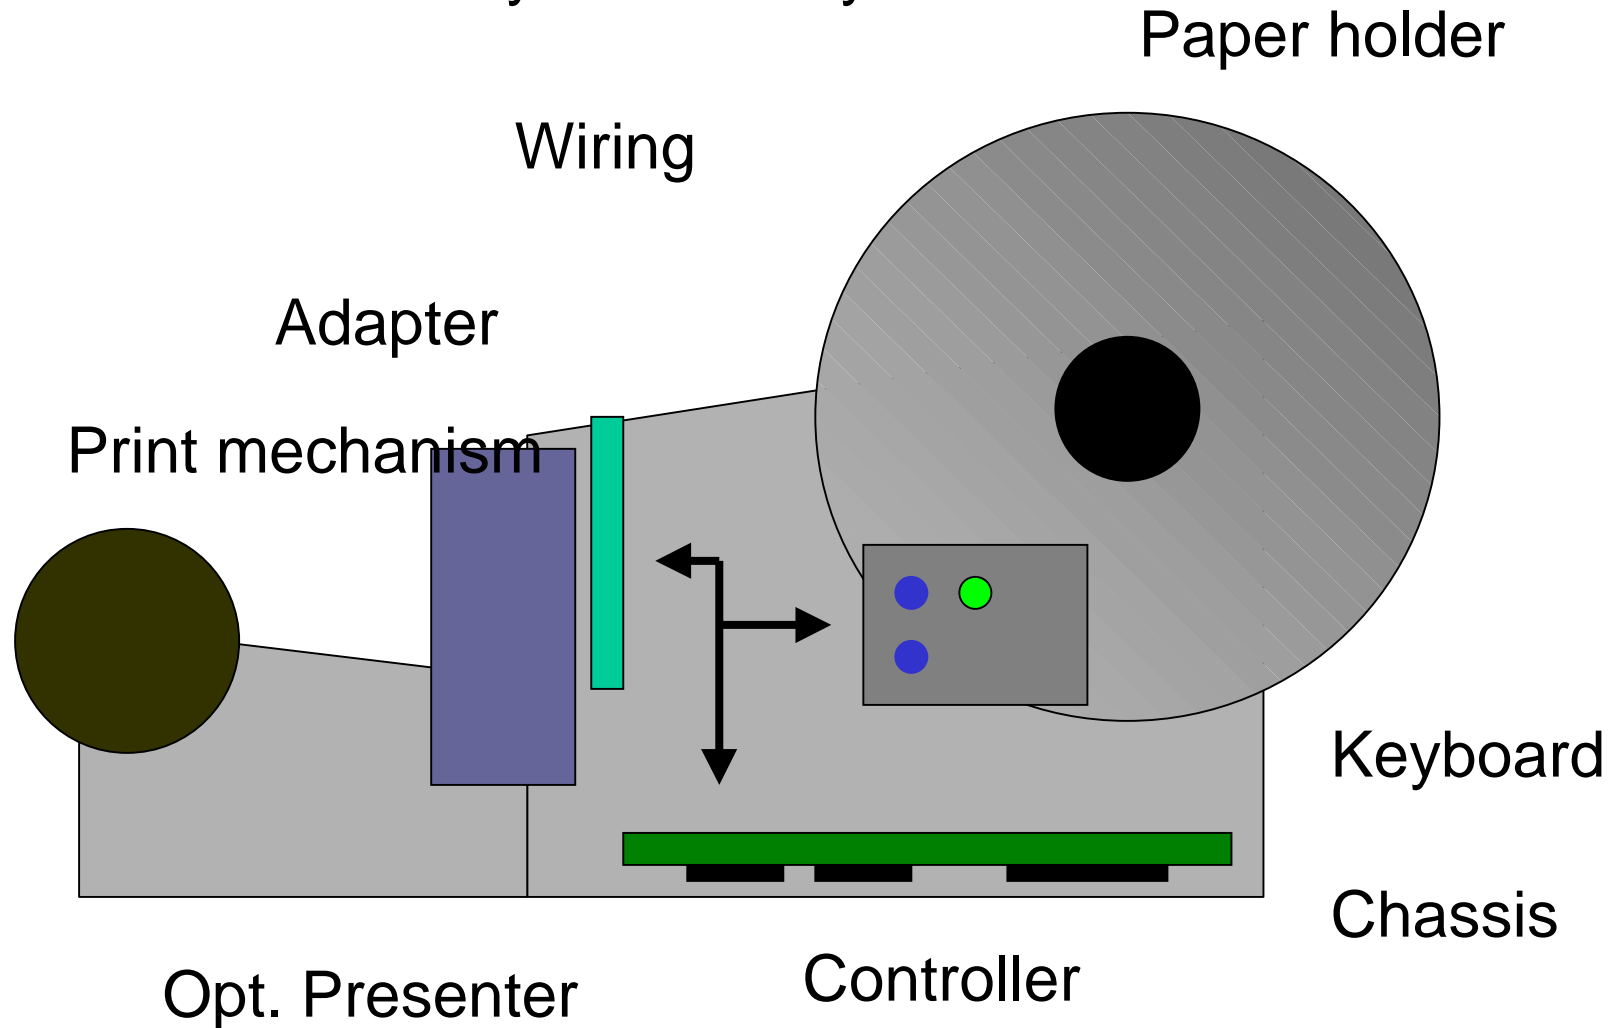 Paper holder
Wiring
Adapter
Print mechanism
Keyboard
Chassis
Controller
Opt. Presenter